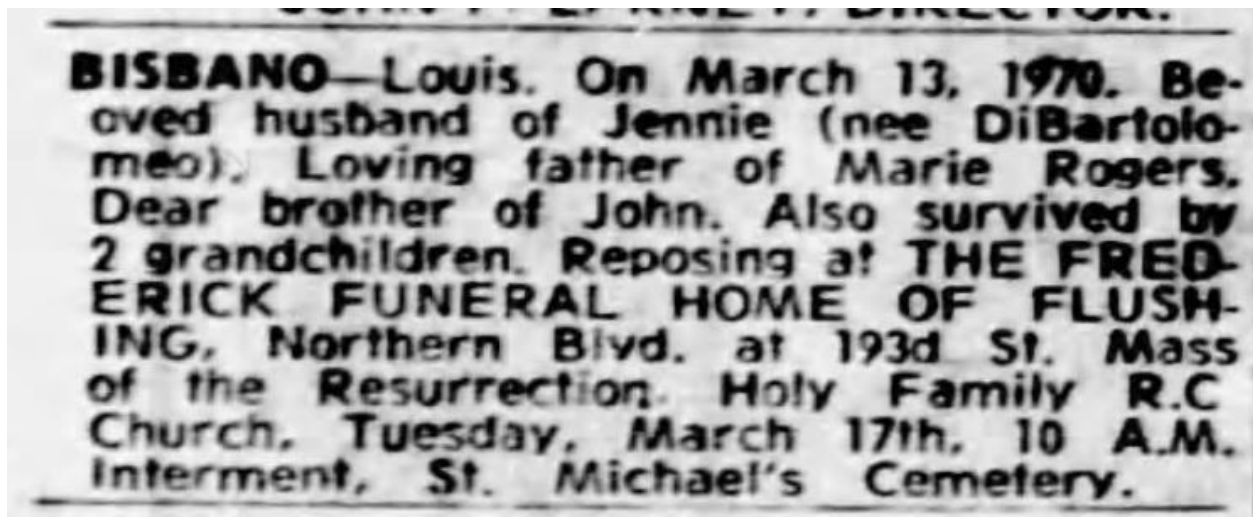 DIRECTOR.
BISBANO—Louis. On March 13, 1970. Be-
oved husband of Jennie (nee DiBartolo-
meo). Loving father of Marie Rogers.
Dear brother of John. Also survived by
2 grandchildren. Reposing at THE FRED-
ERICK FUNERAL HOME OF FLUSH-
ING, Northern Blvd. at 193d St. Mass
of the Resurrection. Holy Family R.C
Church, Tuesday, March 17th, 10 A.M.
Interment, St. Michael's Cemetery.